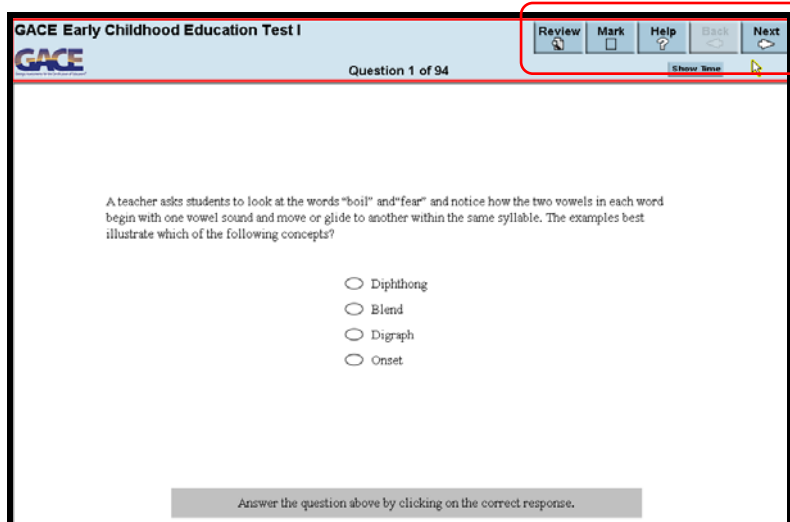 GACE Early Childhood Education Test I
Review Mark Help Back Next
GACE
Question 1 of 94
Show Time
A teacher asks students to look at the words "boil" and"fear" and notice how the two vowels in each word
begin with one vowel sound and move or glide to another within the same syllable. The examples best
illustrate which of the following concepts?
Diphthong
Blend
Digraph
Onset
Answer the question above by clicking on the correct response.